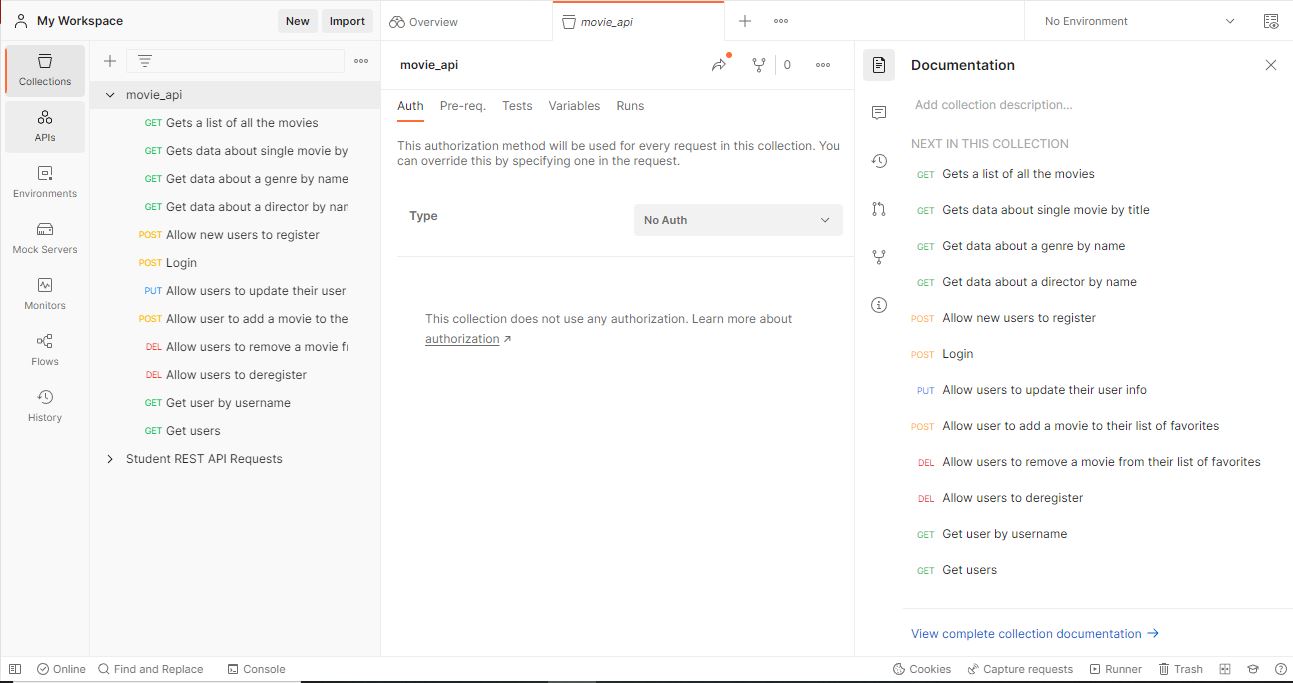 My Workspace
New
Import
Overview
movie_api
No Environment
Collections
APIs
Environments
Mock Servers
Monitors
Flows
History
movie_api
GET Gets a list of all the movies
GET Gets data about single movie by
GET Get data about a genre by name
GET Get data about a director by nar
POST Allow new users to register
POST Login
PUT Allow users to update their user
POST Allow user to add a movie to the
DEL Allow users to remove a movie fr
DEL Allow users to deregister
GET Get user by username
GET Get users
Student REST API Requests
movie_api
0
Auth Pre-req. Tests Variables Runs
This authorization method will be used for every request in this collection. You
can override this by specifying one in the request.
Type
No Auth
This collection does not use any authorization. Learn more about
authorization ↗
Documentation
Add collection description...
NEXT IN THIS COLLECTION
GET Gets a list of all the movies
GET Gets data about single movie by title
GET Get data about a genre by name
GET Get data about a director by name
POST Allow new users to register
POST Login
PUT Allow users to update their user info
POST Allow user to add a movie to their list of favorites
DEL Allow users to remove a movie from their list of favorites
DEL Allow users to deregister
GET Get user by username
GET Get users
View complete collection documentation →
Online
Find and Replace
Console
Cookies
Capture requests
Runner
Trash